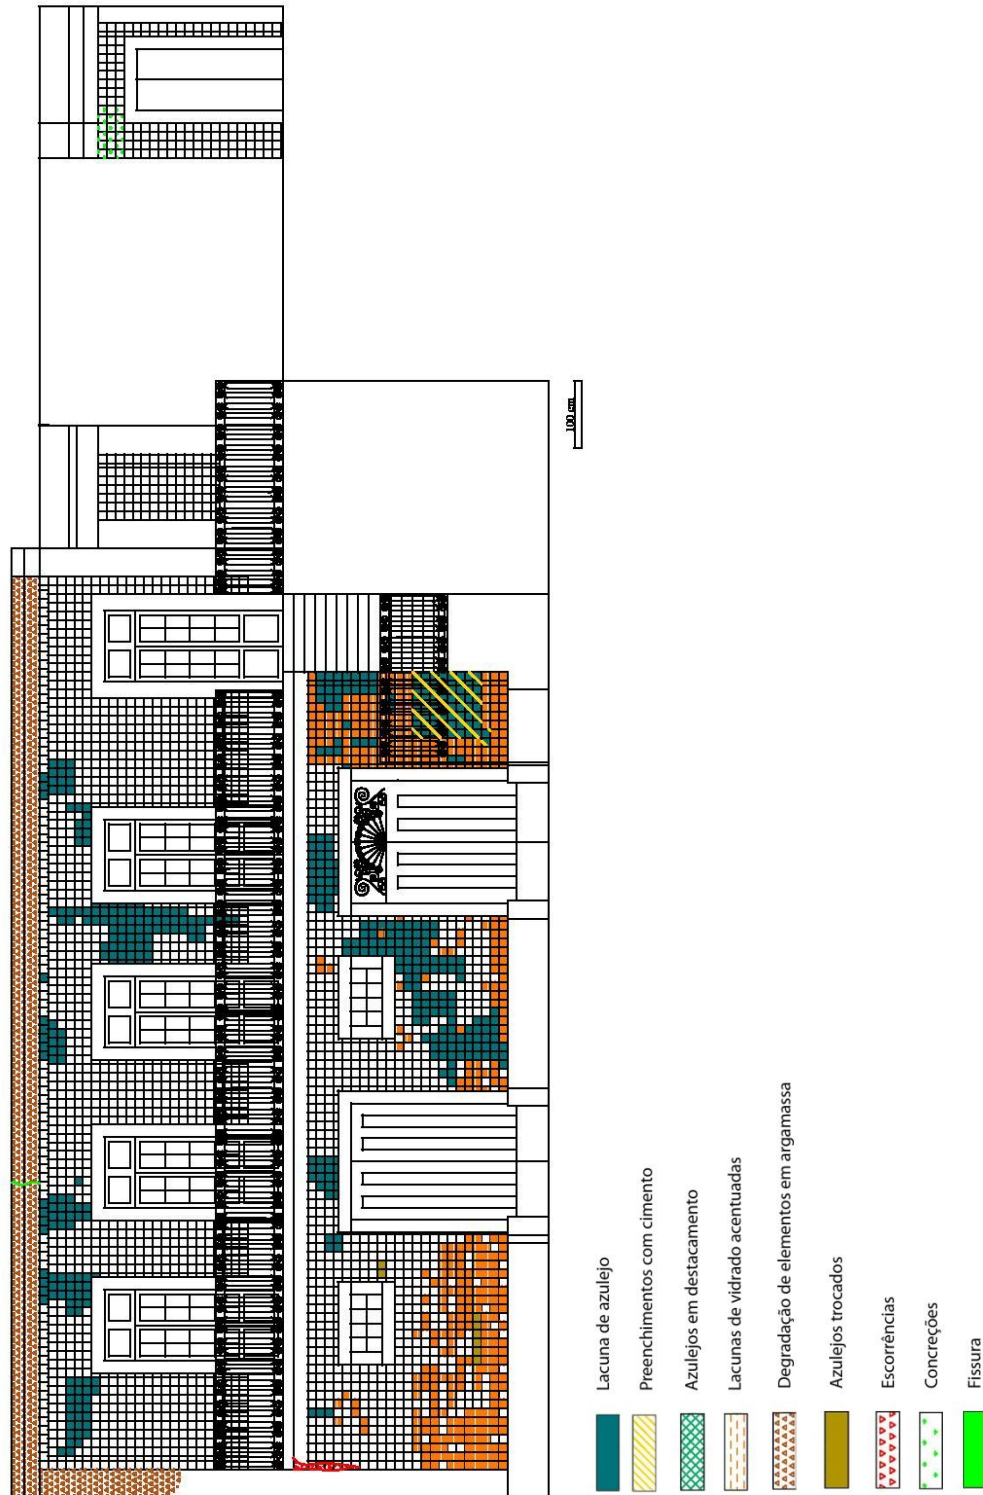 100 cm
Lacuna de azulejo
Preenchimentos com cimento
Azulejos em destacamento
Lacunas de vidrado acentuadas
Degradação de elementos em argamassa
Azulejos trocados
Escorrências
Concreções
Fissura